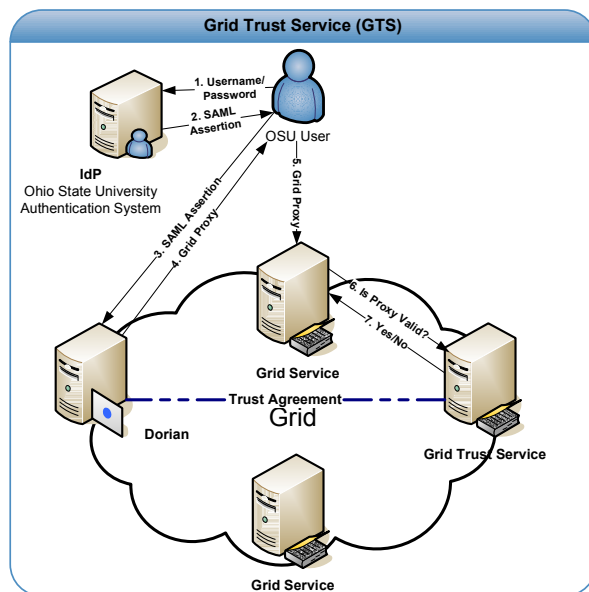 Grid Trust Service (GTS)
1. Username/
Password
2. SAML
Assertion
OSU User
IdP
Ohio State University
Authentication System
3. SAML Assertion
4. Grid Proxy
5. Grid Proxy
6. Is Proxy Valid?
7. Yes/No
Grid Service
Trust Agreement
Grid
Dorian
Grid Trust Service
Grid Service